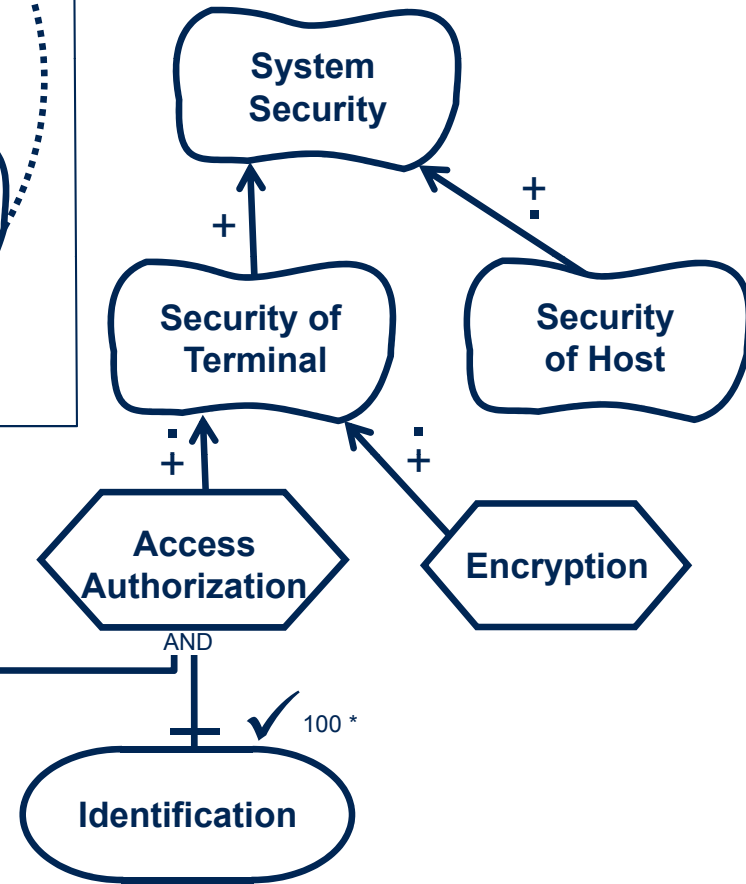 System
Security
+
+
Security of
Terminal
Security
of Host
+
+
Access
Authorization
Encryption
AND
100 *
Identification